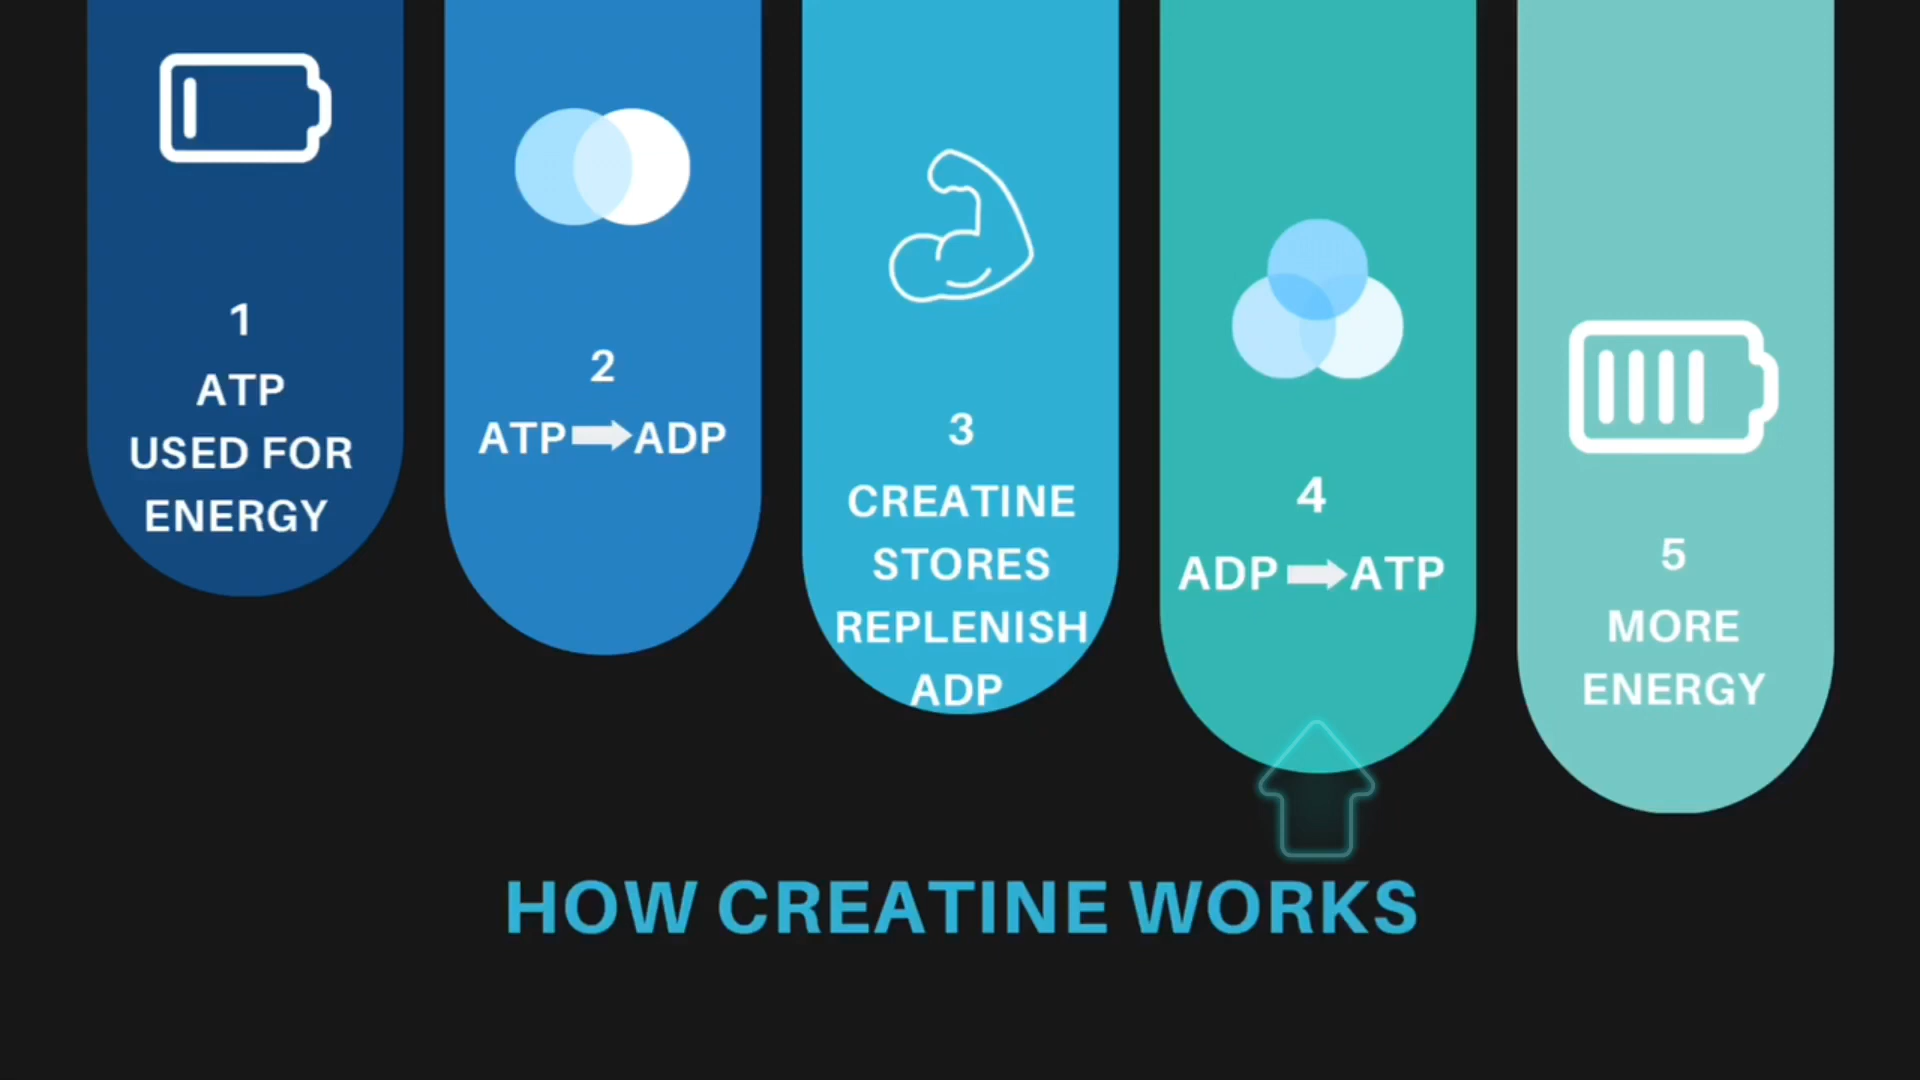 1
ATP
USED FOR
ENERGY
2
ATP ➡ ADP
3
CREATINE
STORES
REPLENISH
ADP
4
ADP ➡ ATP
5
MORE
ENERGY
HOW CREATINE WORKS